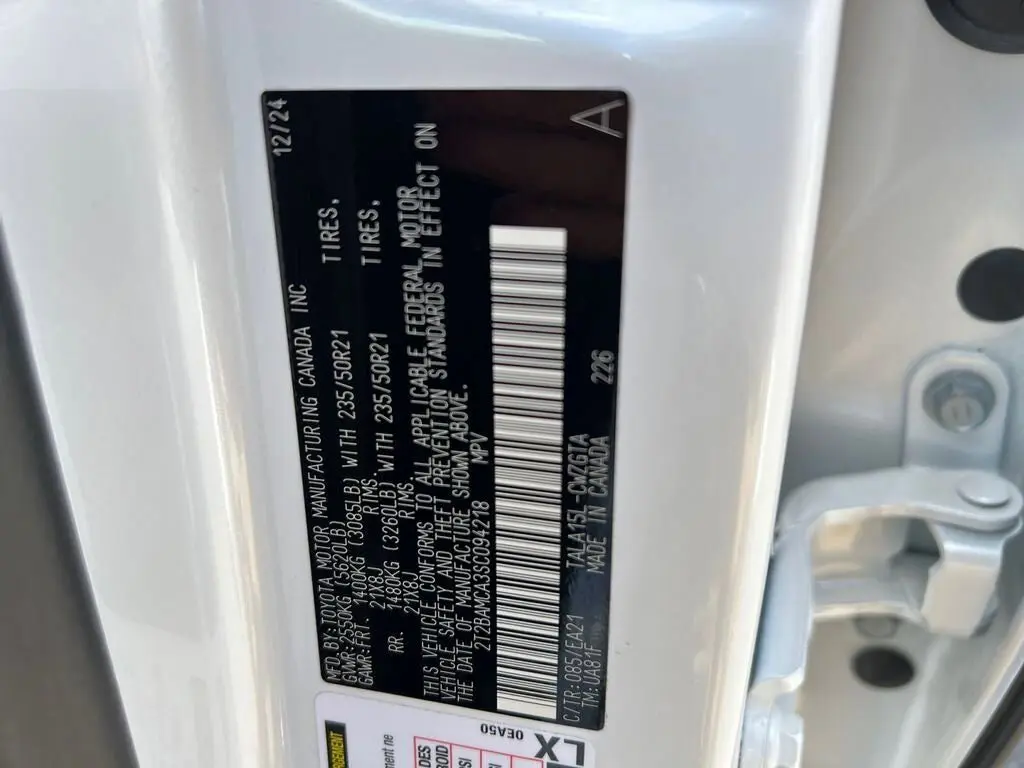 MFD.BY: TOYOTA MOTOR MANUFACTURING CANADA INC 12/24
GVWR:2550KG (5620LB)
GAWR:FRT 1400KG (3085LB) WITH 235/50R21 TIRES,
21X8J RIMS.
RR. 1480KG (3260LB) WITH 235/50R21 TIRES,
21X8J RIMS.
THIS VEHICLE CONFORMS TO ALL APPLICABLE FEDERAL MOTOR
VEHICLE SAFETY AND THEFT PREVENTION STANDARDS IN EFFECT ON
THE DATE OF MANUFACTURE SHOWN ABOVE.
2T2BAMCA3SC094218 MPV
C/TR:085/EA21 TALA15L-CWZGTA 226
TM:UA81F MADE IN CANADA A
LX
0EA50
ment ne